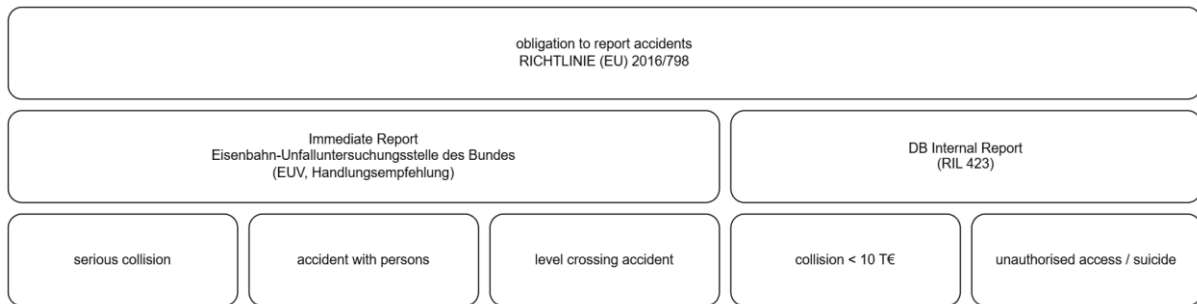 obligation to report accidents
RICHTLINIE (EU) 2016/798
Immediate Report
Eisenbahn-Unfalluntersuchungsstelle des Bundes
(EUV, Handlungsempfehlung)
DB Internal Report
(RIL 423)
serious collision
accident with persons
level crossing accident
collision < 10 T€
unauthorised access / suicide